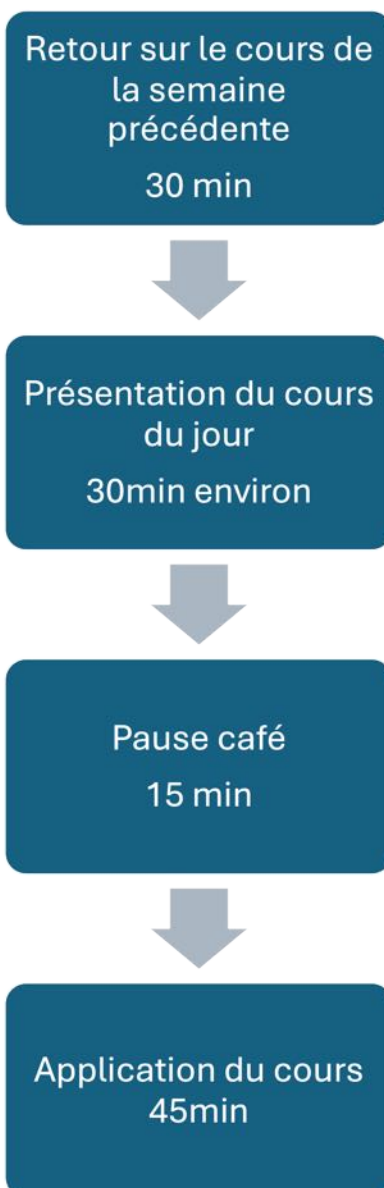 Retour sur le cours de
la semaine
précédente
30 min
Présentation du cours
du jour
30min environ
Pause café
15 min
Application du cours
45min